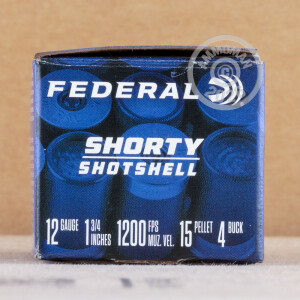 FEDERAL
SHORTY
SHOTSHELL
12 GAUGE 1 3/4 INCHES 1200 FPS MUZ. VEL. 15 PELLET 4 BUCK